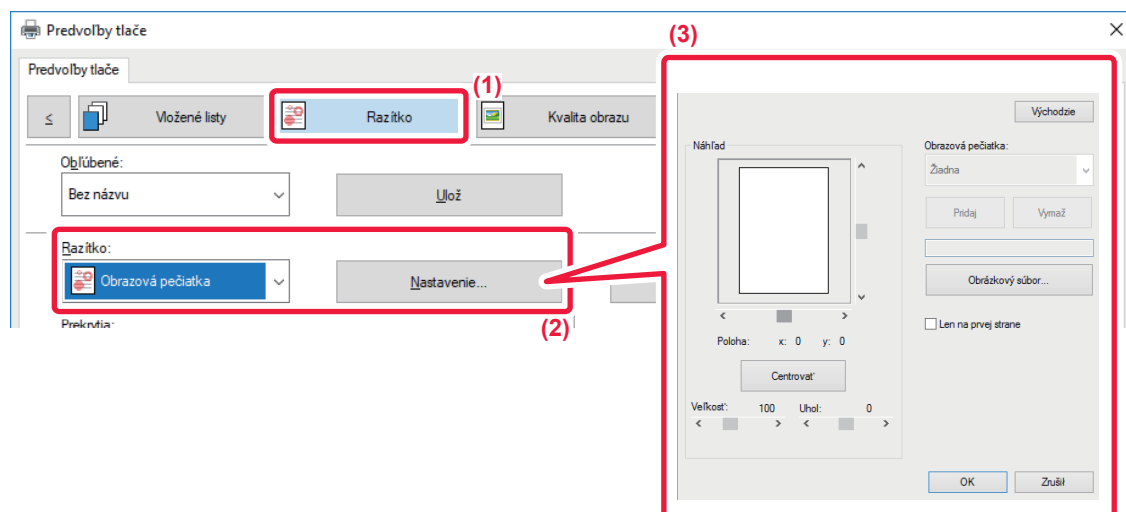 Predvoľby tlače
(3)
Predvoľby tlače
(1)
≤ Vložené listy Razítko Kvalita obrazu
Obľúbené:
Bez názvu Ulož
Razítko:
Obrazová pečiatka Nastavenie...
Prekrytia:
(2)
Východzie
Náhľad
Obrazová pečiatka:
Žiadna
Pridaj Vymaž
Obrázkový súbor...
Len na prvej strane
Poloha: x: 0 y: 0
Centrovať
Veľkosť: 100 Uhol: 0
OK Zrušiť